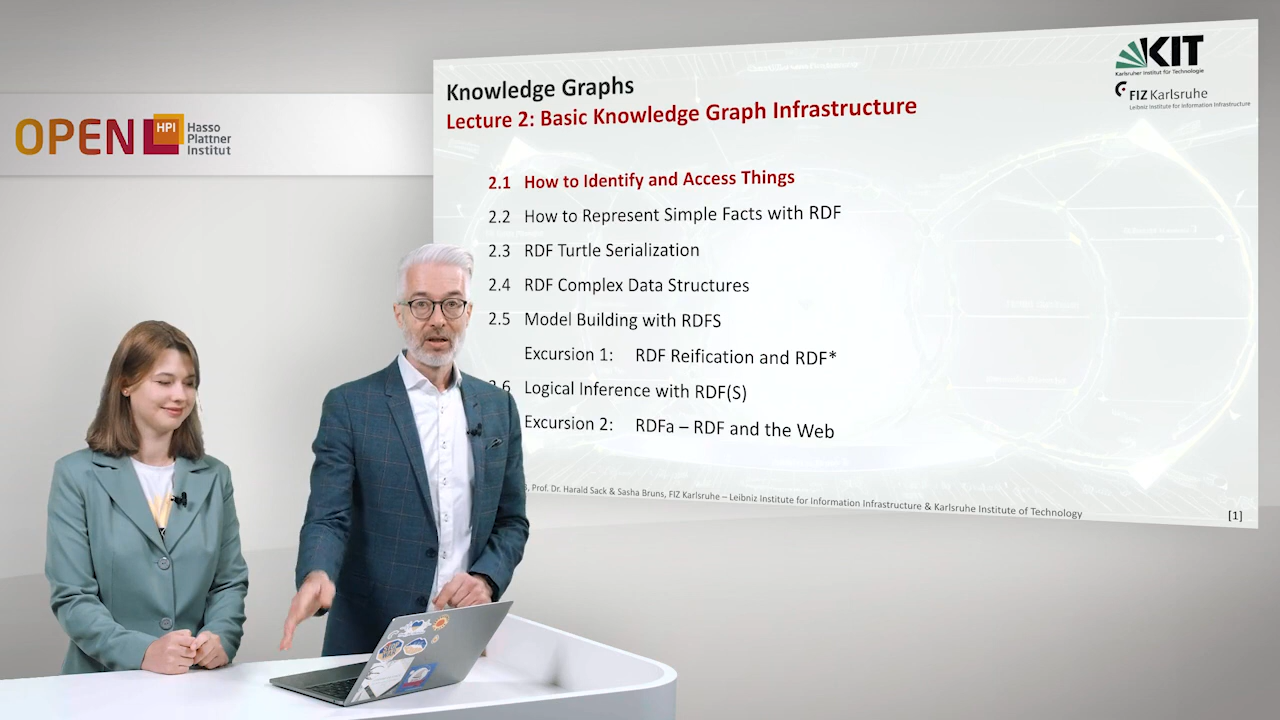 OPEN HPI Hasso
Plattner
Institut
KIT
Karlsruher Institut für Technologie
FIZ Karlsruhe
Leibniz Institute for Information Infrastructure
Knowledge Graphs
Lecture 2: Basic Knowledge Graph Infrastructure
2.1 How to Identify and Access Things
2.2 How to Represent Simple Facts with RDF
2.3 RDF Turtle Serialization
2.4 RDF Complex Data Structures
2.5 Model Building with RDFS
Excursion 1: RDF Reification and RDF*
2.6 Logical Inference with RDF(S)
Excursion 2: RDFa – RDF and the Web
, Prof. Dr. Harald Sack & Sasha Bruns, FIZ Karlsruhe – Leibniz Institute for Information Infrastructure & Karlsruhe Institute of Technology
[1]